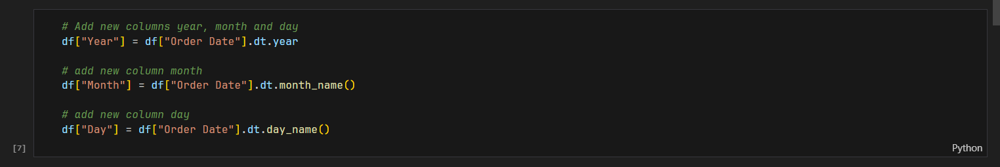 # Add new columns year, month and day
df["Year"] = df["Order Date"].dt.year
# add new column month
df["Month"] = df["Order Date"].dt.month_name()
# add new column day
df["Day"] = df["Order Date"].dt.day_name()
[7]
Python